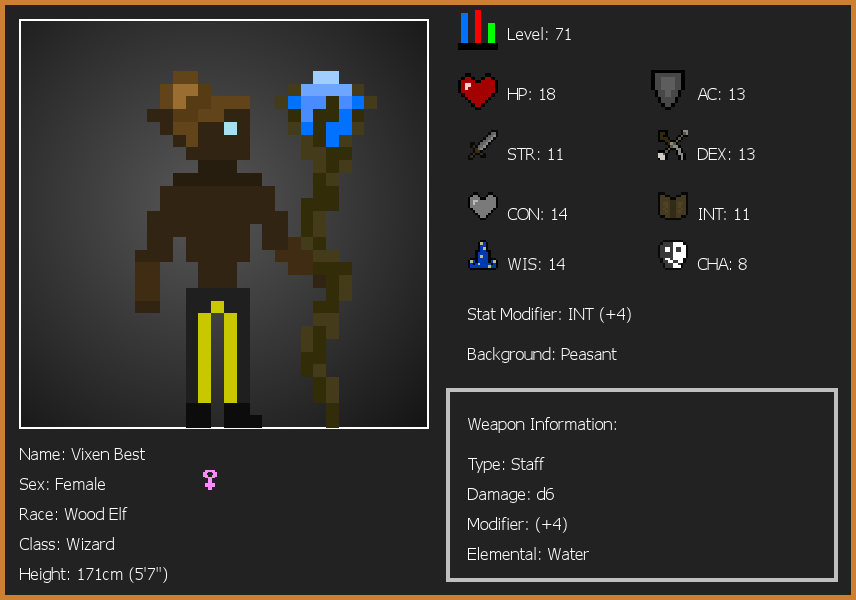 Level: 71
HP: 18
AC: 13
STR: 11
DEX: 13
CON: 14
INT: 11
WIS: 14
CHA: 8
Stat Modifier: INT (+4)
Background: Peasant
Weapon Information:
Type: Staff
Damage: d6
Modifier: (+4)
Elemental: Water
Name: Vixen Best
Sex: Female
Race: Wood Elf
Class: Wizard
Height: 171cm (5'7")